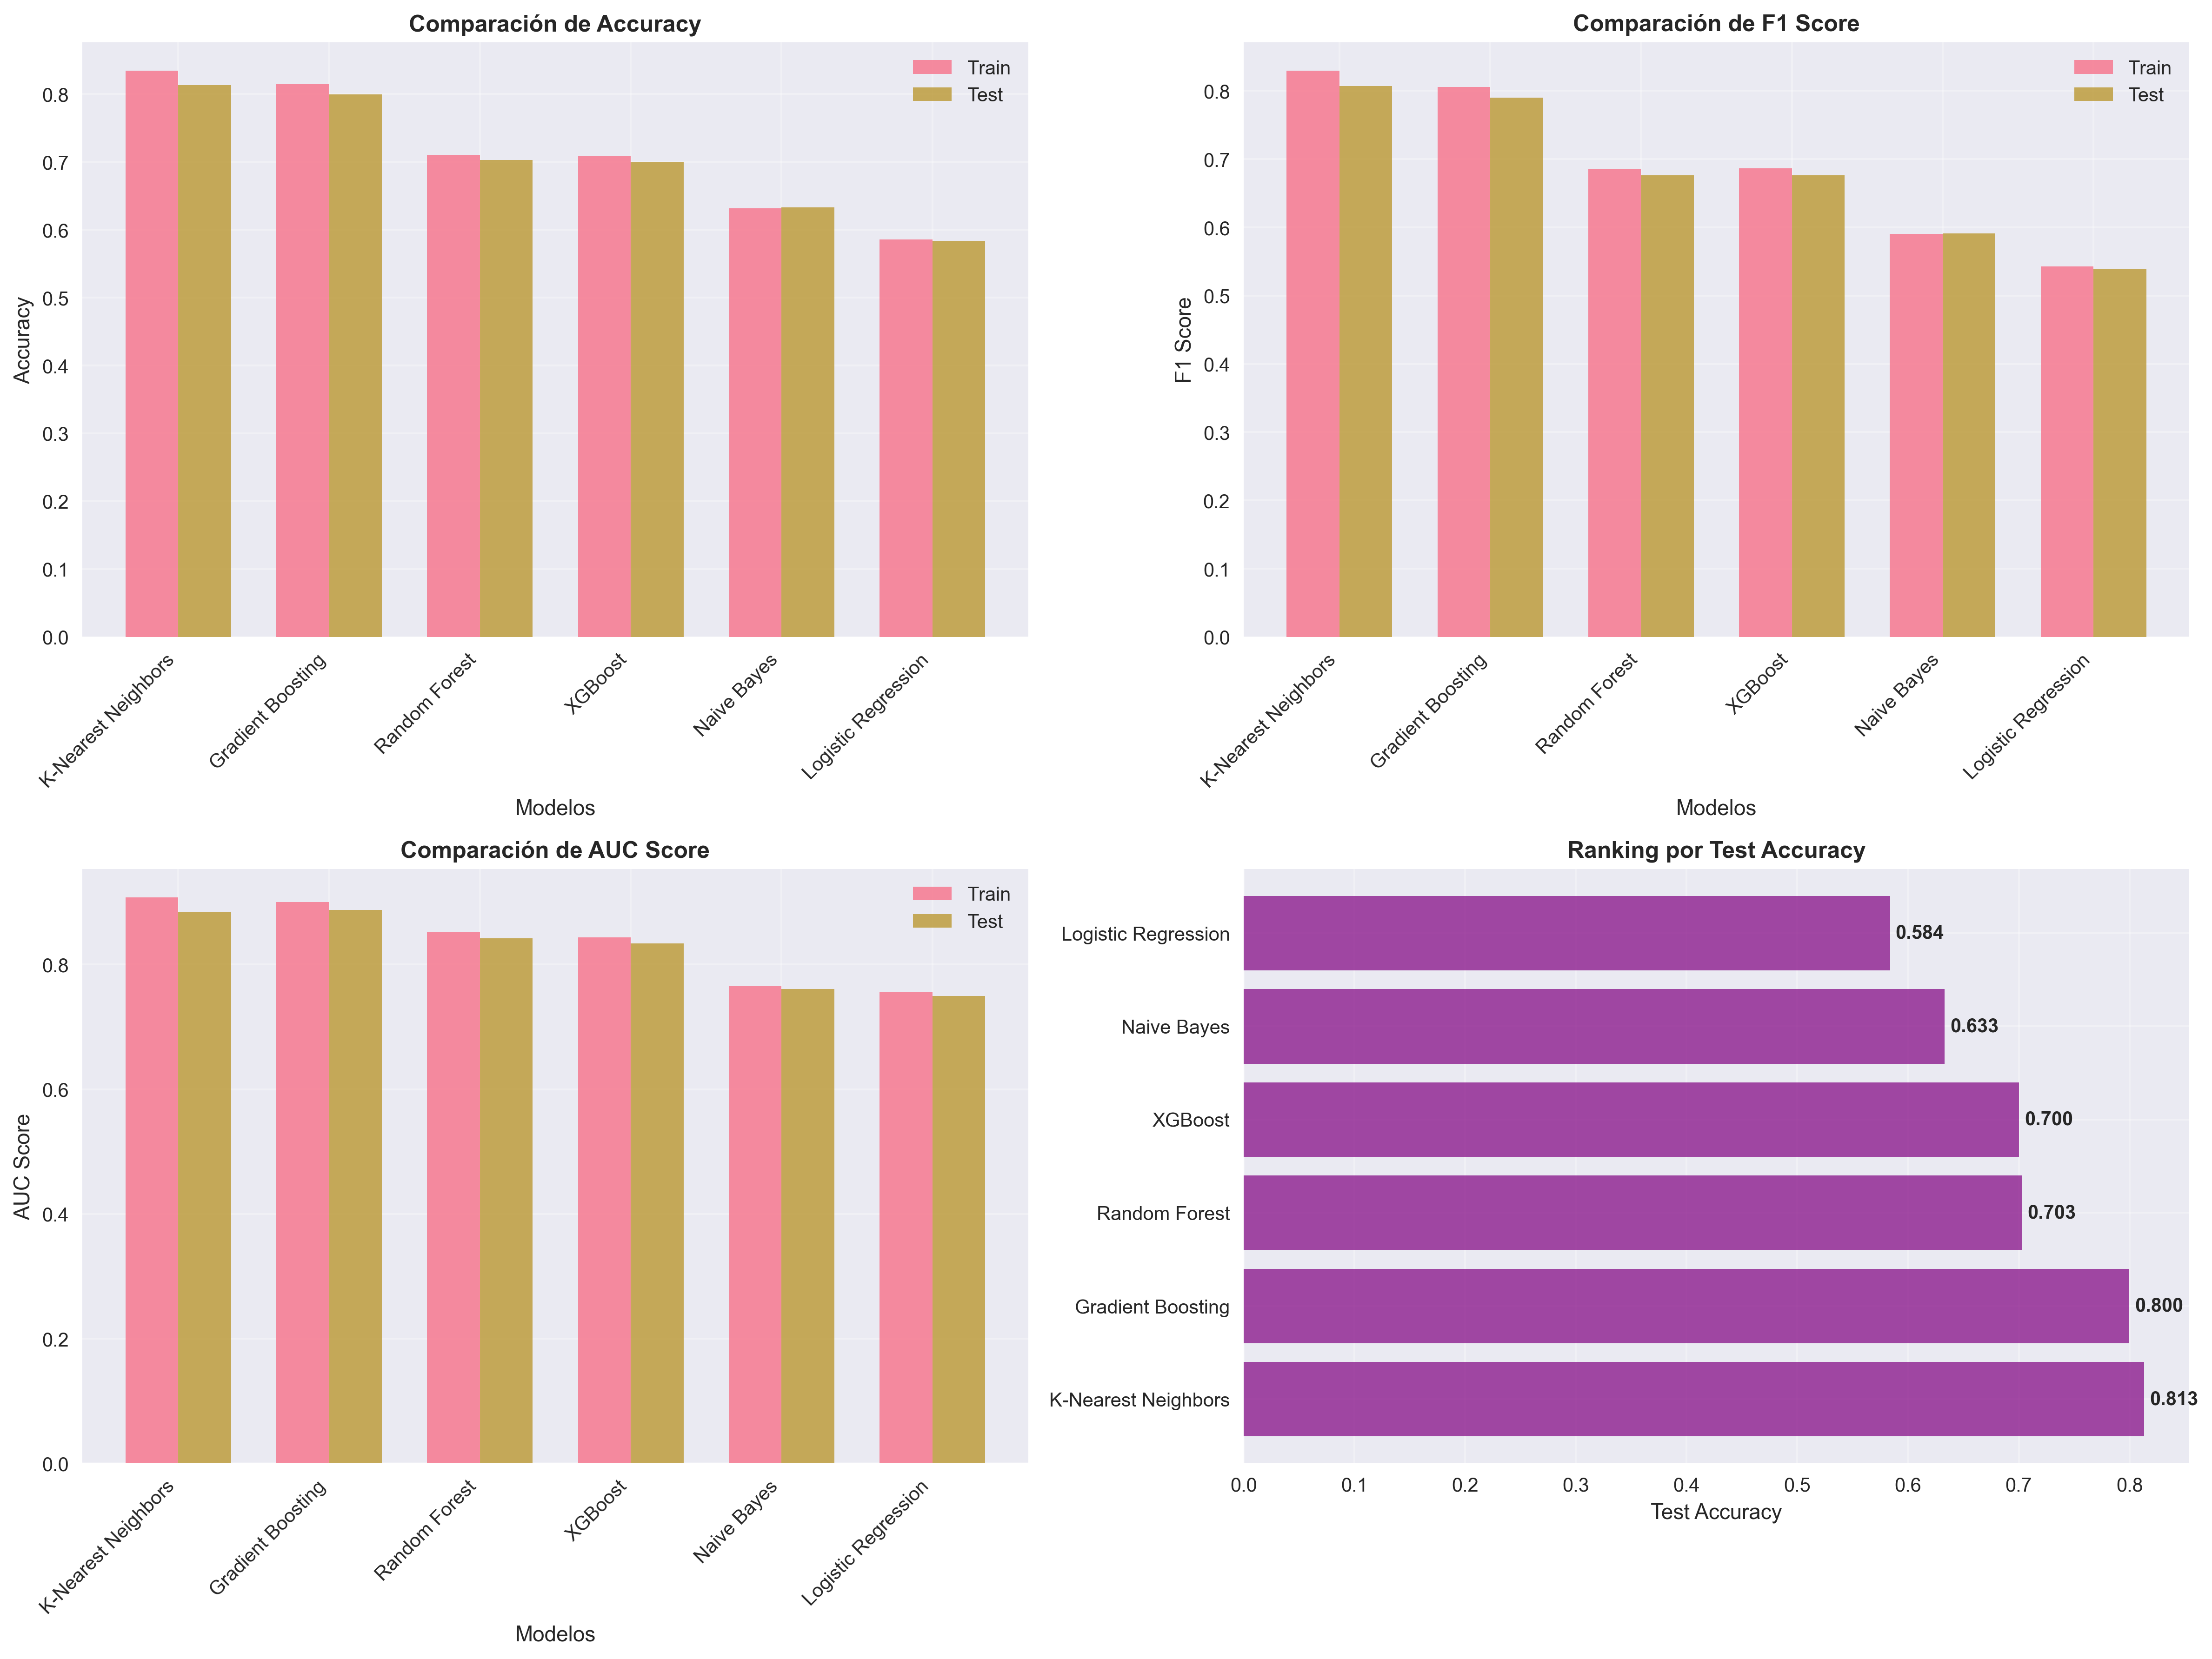 Comparación de Accuracy
Train
Test
0.8
0.7
0.6
0.5
0.4
0.3
0.2
0.1
0.0
Accuracy
K-Nearest Neighbors
Gradient Boosting
Random Forest
XGBoost
Naive Bayes
Logistic Regression
Modelos
Comparación de F1 Score
Train
Test
0.8
0.7
0.6
0.5
0.4
0.3
0.2
0.1
0.0
F1 Score
K-Nearest Neighbors
Gradient Boosting
Random Forest
XGBoost
Naive Bayes
Logistic Regression
Modelos
Comparación de AUC Score
Train
Test
0.8
0.6
0.4
0.2
0.0
AUC Score
K-Nearest Neighbors
Gradient Boosting
Random Forest
XGBoost
Naive Bayes
Logistic Regression
Modelos
Ranking por Test Accuracy
Logistic Regression 0.584
Naive Bayes 0.633
XGBoost 0.700
Random Forest 0.703
Gradient Boosting 0.800
K-Nearest Neighbors 0.813
0.0 0.1 0.2 0.3 0.4 0.5 0.6 0.7 0.8
Test Accuracy